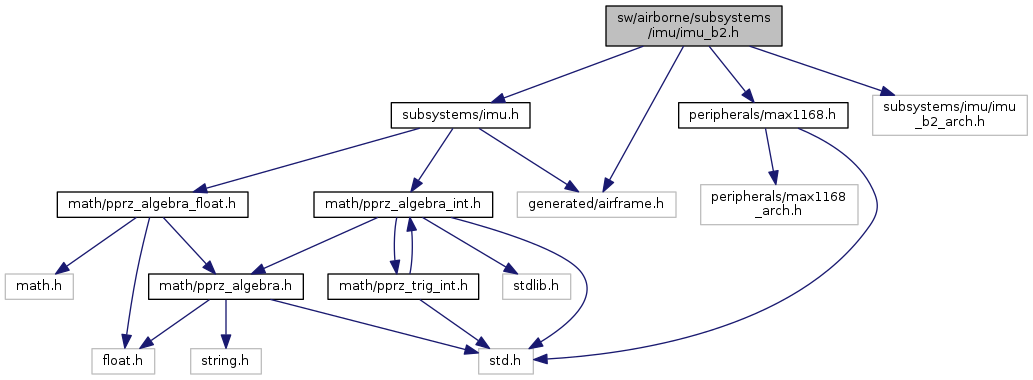 sw/airborne/subsystems
/imu/imu_b2.h
subsystems/imu.h
peripherals/max1168.h
subsystems/imu/imu
_b2_arch.h
math/pprz_algebra_float.h
math/pprz_algebra_int.h
generated/airframe.h
peripherals/max1168
_arch.h
math.h
math/pprz_algebra.h
math/pprz_trig_int.h
stdlib.h
float.h
string.h
std.h